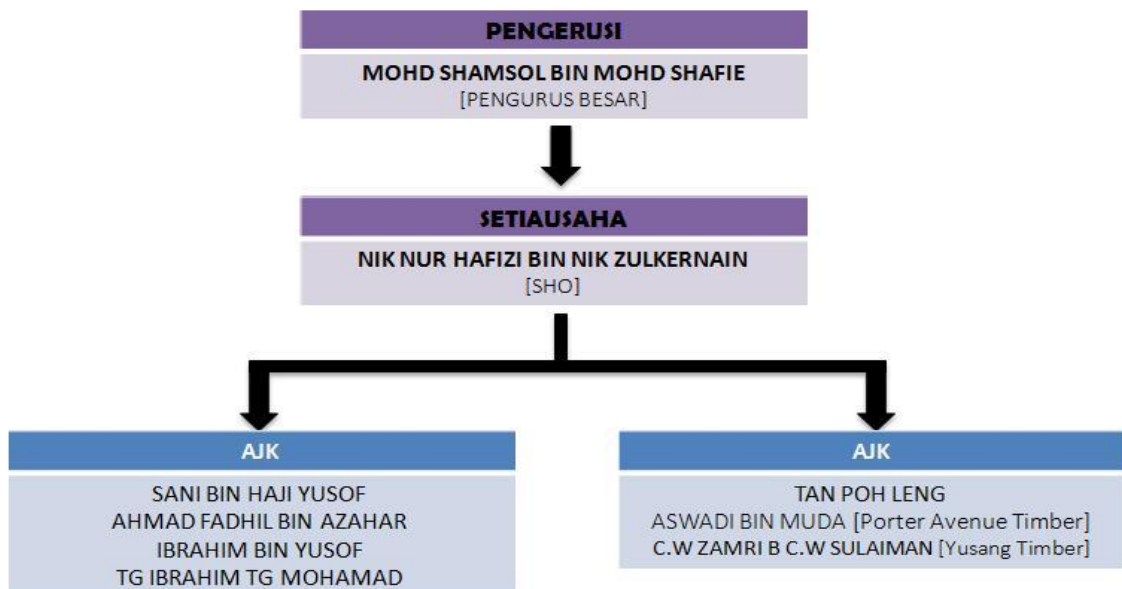 PENGERUSI
MOHD SHAMSOL BIN MOHD SHAFIE
[PENGURUS BESAR]
SETIAUSAHA
NIK NUR HAFIZI BIN NIK ZULKERNAIN
[SHO]
AJK
SANI BIN HAJI YUSOF
AHMAD FADHIL BIN AZAHAR
IBRAHIM BIN YUSOF
TG IBRAHIM TG MOHAMAD
AJK
TAN POH LENG
ASWADI BIN MUDA [Porter Avenue Timber]
C.W ZAMRI B C.W SULAIMAN [Yusang Timber]